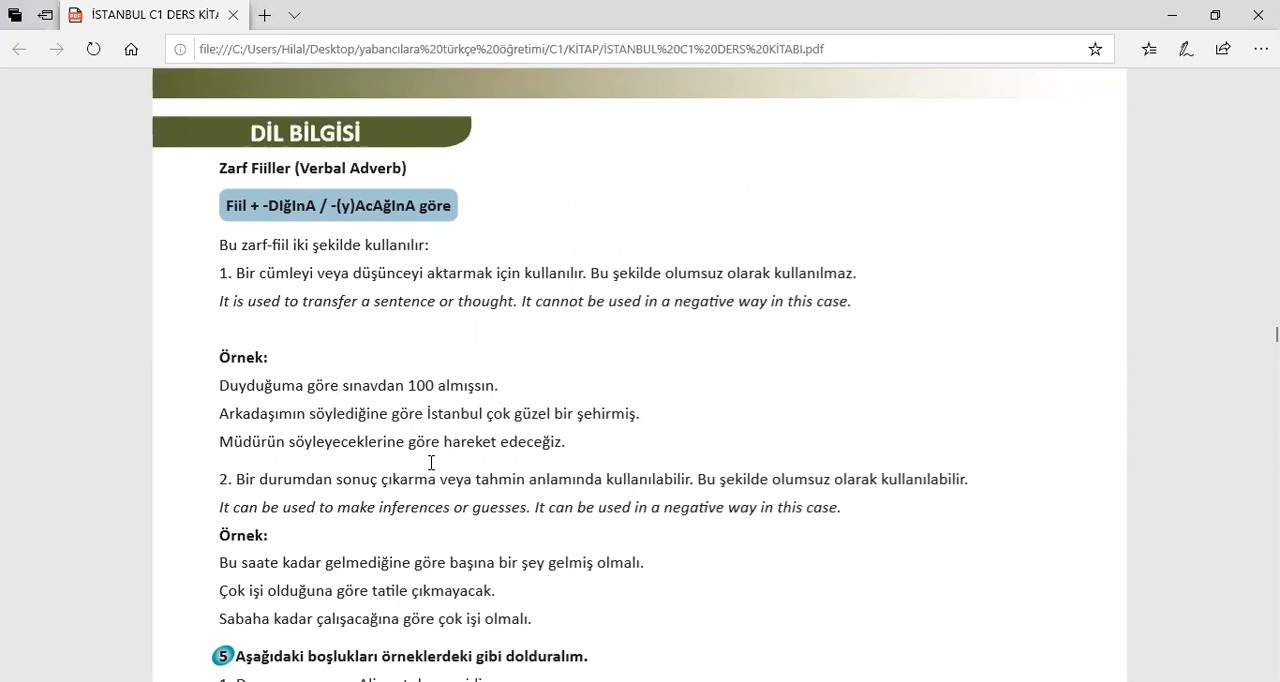 İSTANBUL C1 DERS KİTA
file:///C:/Users/Hilal/Desktop/yabancılara%20türkçe%20öğretimi/C1/KİTAP/İSTANBUL%20C1%20DERS%20KİTABI.pdf
DİL BİLGİSİ
Zarf Fiiller (Verbal Adverb)
Fiil + -DIğInA / -(y)AcAğInA göre
Bu zarf-fiil iki şekilde kullanılır:
1. Bir cümleyi veya düşünceyi aktarmak için kullanılır. Bu şekilde olumsuz olarak kullanılmaz.
It is used to transfer a sentence or thought. It cannot be used in a negative way in this case.
Örnek:
Duyduğuma göre sınavdan 100 almışsın.
Arkadaşımın söylediğine göre İstanbul çok güzel bir şehirmiş.
Müdürün söyleyeceklerine göre hareket edeceğiz.
2. Bir durumdan sonuç çıkarma veya tahmin anlamında kullanılabilir. Bu şekilde olumsuz olarak kullanılabilir.
It can be used to make inferences or guesses. It can be used in a negative way in this case.
Örnek:
Bu saate kadar gelmediğine göre başına bir şey gelmiş olmalı.
Çok işi olduğuna göre tatile çıkmayacak.
Sabaha kadar çalışacağına göre çok işi olmalı.
5 Aşağıdaki boşlukları örneklerdeki gibi dolduralım.